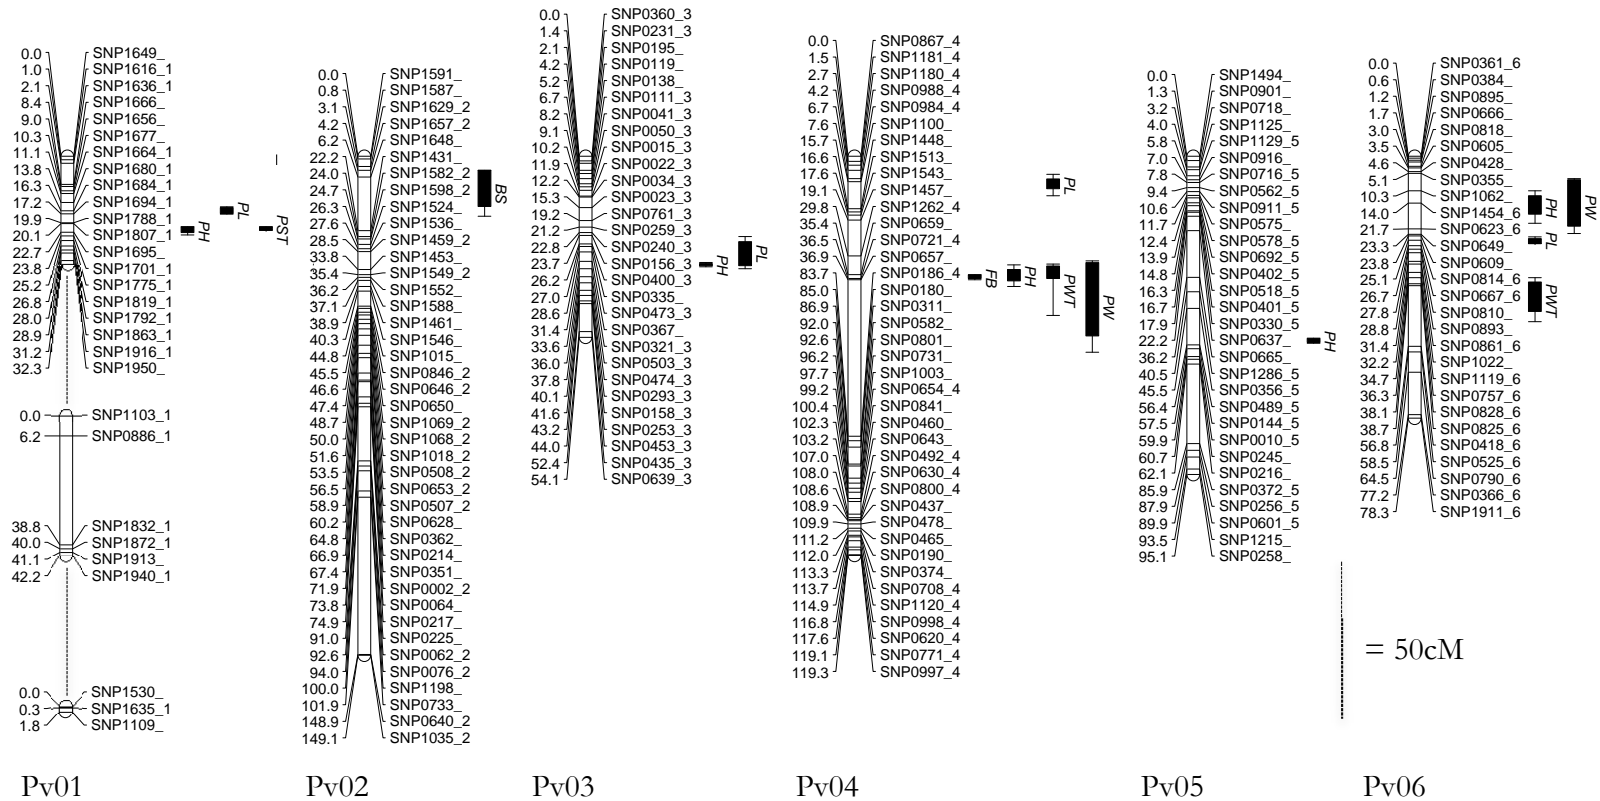 0.0 SNP1649_
1.0 SNP1616_1
2.1 SNP1636_1
8.4 SNP1666_
9.0 SNP1656_
10.3 SNP1677_
11.1 SNP1664_1
13.8 SNP1680_1
16.3 SNP1684_1
17.2 SNP1694_1
19.9 SNP1788_1
20.1 SNP1807_1
22.7 SNP1695_
23.8 SNP1701_1
25.2 SNP1775_1
26.8 SNP1819_1
28.0 SNP1792_1
28.9 SNP1863_1
31.2 SNP1916_1
32.3 SNP1950_
PH
PL
PST
0.0 SNP1103_1
6.2 SNP0886_1
38.8 SNP1832_1
40.0 SNP1872_1
41.1 SNP1913_
42.2 SNP1940_1
0.0 SNP1530_
0.3 SNP1635_1
1.8 SNP1109_
Pv01
0.0 SNP1591_
0.8 SNP1587_
3.1 SNP1629_2
4.2 SNP1657_2
6.2 SNP1648_
22.2 SNP1431_
24.0 SNP1582_2
24.7 SNP1598_2
26.3 SNP1524_
27.6 SNP1536_
28.5 SNP1459_2
33.8 SNP1453_
35.4 SNP1549_2
36.2 SNP1552_
37.1 SNP1588_
38.9 SNP1461_
40.3 SNP1546_
44.8 SNP1015_
45.5 SNP0846_2
46.6 SNP0646_2
47.4 SNP0650_
48.7 SNP1069_2
50.0 SNP1068_2
51.6 SNP1018_2
53.5 SNP0508_2
56.5 SNP0653_2
58.9 SNP0507_2
60.2 SNP0628_
64.8 SNP0362_
66.9 SNP0214_
67.4 SNP0351_
71.9 SNP0002_2
73.8 SNP0064_
74.9 SNP0217_
91.0 SNP0225_
92.6 SNP0062_2
94.0 SNP0076_2
100.0 SNP1198_
101.9 SNP0733_
148.9 SNP0640_2
149.1 SNP1035_2
BS
Pv02
0.0 SNP0360_3
1.4 SNP0231_3
2.1 SNP0195_
4.2 SNP0119_
5.2 SNP0138_
6.7 SNP0111_3
8.2 SNP0041_3
9.1 SNP0050_3
10.2 SNP0015_3
11.9 SNP0022_3
12.2 SNP0034_3
15.3 SNP0023_3
19.2 SNP0761_3
21.2 SNP0259_3
22.8 SNP0240_3
23.7 SNP0156_3
26.2 SNP0400_3
27.0 SNP0335_
28.6 SNP0473_3
31.4 SNP0367_
33.6 SNP0321_3
36.0 SNP0503_3
37.8 SNP0474_3
40.1 SNP0293_3
41.6 SNP0158_3
43.2 SNP0253_3
44.0 SNP0453_3
52.4 SNP0435_3
54.1 SNP0639_3
PH
PL
Pv03
0.0 SNP0867_4
1.5 SNP1181_4
2.7 SNP1180_4
4.2 SNP0988_4
6.7 SNP0984_4
7.6 SNP1100_
15.7 SNP1448_
16.6 SNP1513_
17.6 SNP1543_
19.1 SNP1457_
29.8 SNP1262_4
35.4 SNP0659_
36.5 SNP0721_4
36.9 SNP0657_
83.7 SNP0186_4
85.0 SNP0180_
86.9 SNP0311_
92.0 SNP0582_
92.6 SNP0801_
96.2 SNP0731_
97.7 SNP1003_
99.2 SNP0654_4
100.4 SNP0841_
102.3 SNP0460_
103.2 SNP0643_
107.0 SNP0492_4
108.0 SNP0630_4
108.6 SNP0800_4
108.9 SNP0437_
109.9 SNP0478_
111.2 SNP0465_
112.0 SNP0190_
113.3 SNP0374_
113.7 SNP0708_4
114.9 SNP1120_4
116.8 SNP0998_4
117.6 SNP0620_4
119.1 SNP0771_4
119.3 SNP0997_4
PL
FB
PH
PWT
PW
Pv04
0.0 SNP1494_
1.3 SNP0901_
3.2 SNP0718_
4.0 SNP1125_
5.8 SNP1129_5
7.0 SNP0916_
7.8 SNP0716_5
9.4 SNP0562_5
10.6 SNP0911_5
11.7 SNP0575_
12.4 SNP0578_5
13.9 SNP0692_5
14.8 SNP0402_5
16.3 SNP0518_5
16.7 SNP0401_5
17.9 SNP0330_5
22.2 SNP0637_
36.2 SNP0665_
40.5 SNP1286_5
45.5 SNP0356_5
56.4 SNP0489_5
57.5 SNP0144_5
59.9 SNP0010_5
60.7 SNP0245_
62.1 SNP0216_
85.9 SNP0372_5
87.9 SNP0256_5
89.9 SNP0601_5
93.5 SNP1215_
95.1 SNP0258_
PH
Pv05
0.0 SNP0361_6
0.6 SNP0384_
1.2 SNP0895_
1.7 SNP0666_
3.0 SNP0818_
3.5 SNP0605_
4.6 SNP0428_
5.1 SNP0355_
10.3 SNP1062_
14.0 SNP1454_6
21.7 SNP0623_6
23.3 SNP0649_
23.8 SNP0609_
25.1 SNP0814_6
26.7 SNP0667_6
27.8 SNP0810_
28.8 SNP0893_
31.4 SNP0861_6
32.2 SNP1022_
34.7 SNP1119_6
36.3 SNP0757_6
38.1 SNP0828_6
38.7 SNP0825_6
56.8 SNP0418_6
58.5 SNP0525_6
64.5 SNP0790_6
77.2 SNP0366_6
78.3 SNP1911_6
PH
PW
PL
PWT
= 50cM
Pv06